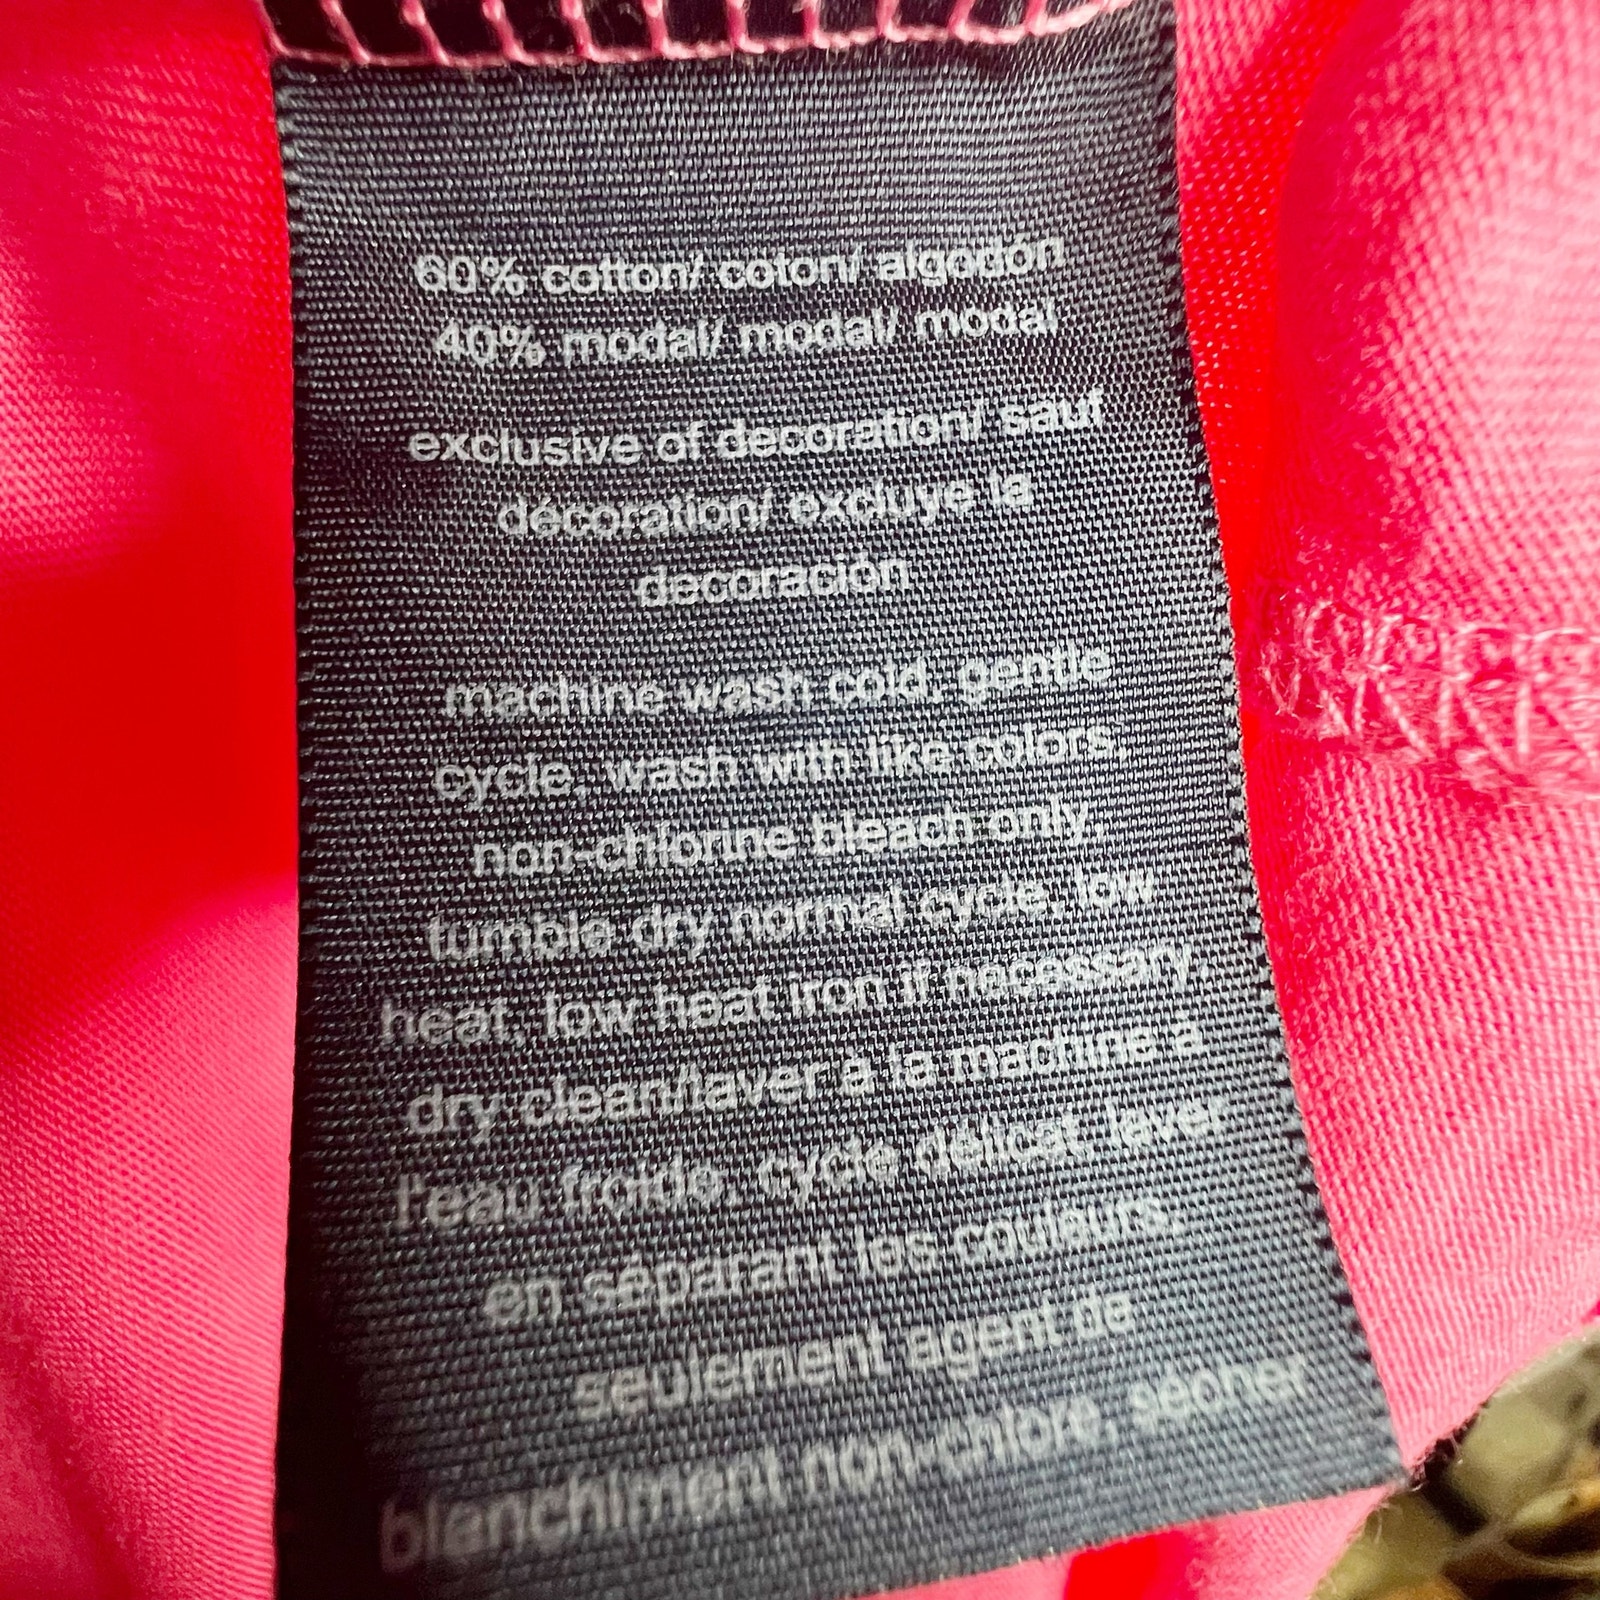 60% cotton/ coton/ algodón
40% modal/ modal/ modal
exclusive of decoration/ sauf
décoration/ excluye la
decoración
machine wash cold, gentle
cycle, wash with like colors,
non-chlorine bleach only,
tumble dry normal cycle, low
heat, low heat iron if necessary,
dry clean/laver à la machine à
l'eau froide, cycle délicat, laver
en séparant les couleurs,
seulement agent de
blanchiment non-chlore, sécher